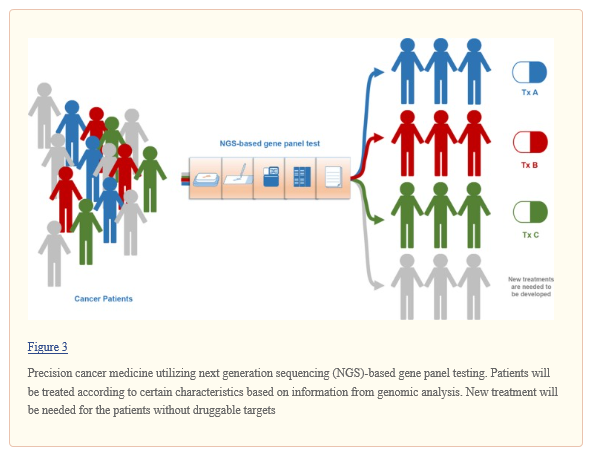 NGS-based gene panel test
Tx A
Tx B
Tx C
New treatments
are needed to
be developed
Cancer Patients
Figure 3
Precision cancer medicine utilizing next generation sequencing (NGS)-based gene panel testing. Patients will
be treated according to certain characteristics based on information from genomic analysis. New treatment will
be needed for the patients without druggable targets